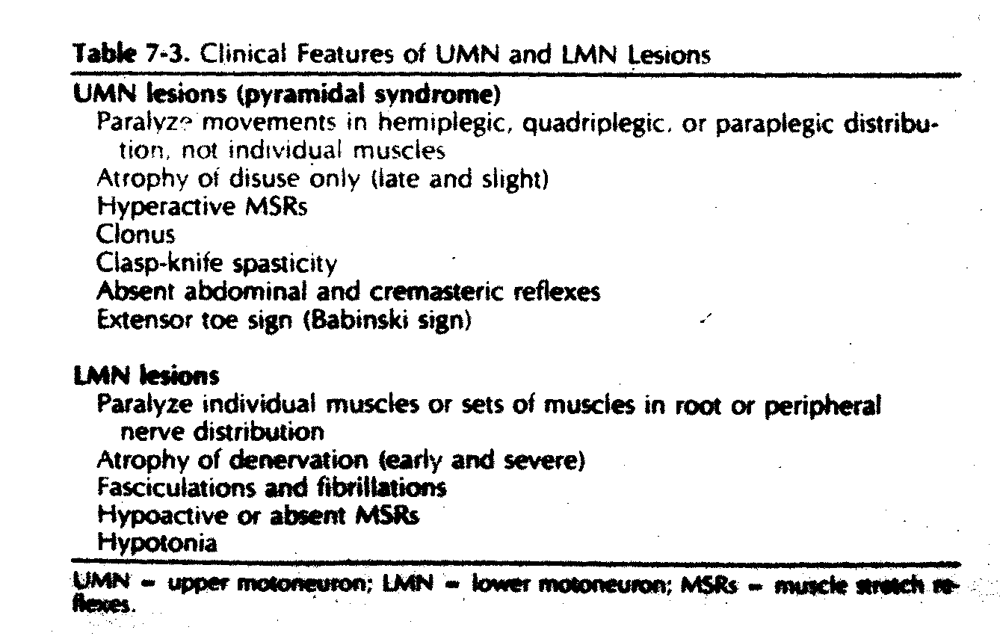 Table 7-3. Clinical Features of UMN and LMN Lesions
UMN lesions (pyramidal syndrome)
Paralyze movements in hemiplegic, quadriplegic, or paraplegic distribu-
tion, not individual muscles
Atrophy of disuse only (late and slight)
Hyperactive MSRs
Clonus
Clasp-knife spasticity
Absent abdominal and cremasteric reflexes
Extensor toe sign (Babinski sign)
LMN lesions
Paralyze individual muscles or sets of muscles in root or peripheral
nerve distribution
Atrophy of denervation (early and severe)
Fasciculations and fibrillations
Hypoactive or absent MSRs
Hypotonia
UMN = upper motoneuron; LMN = lower motoneuron; MSRs = muscle stretch re-
flexes.